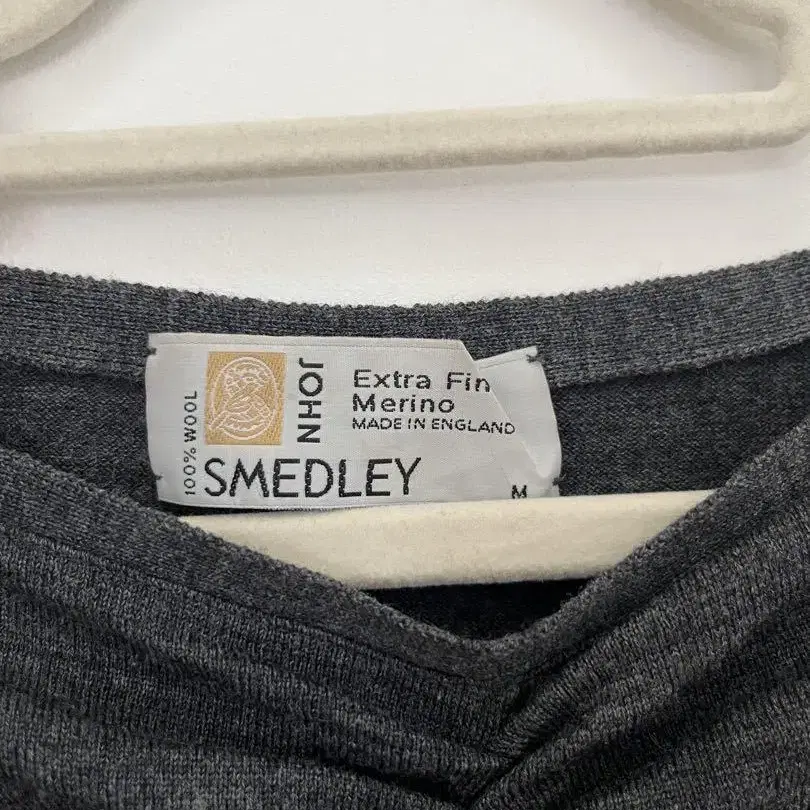 100% WOOL
JOHN
SMEDLEY
Extra Fin
Merino
MADE IN ENGLAND
M